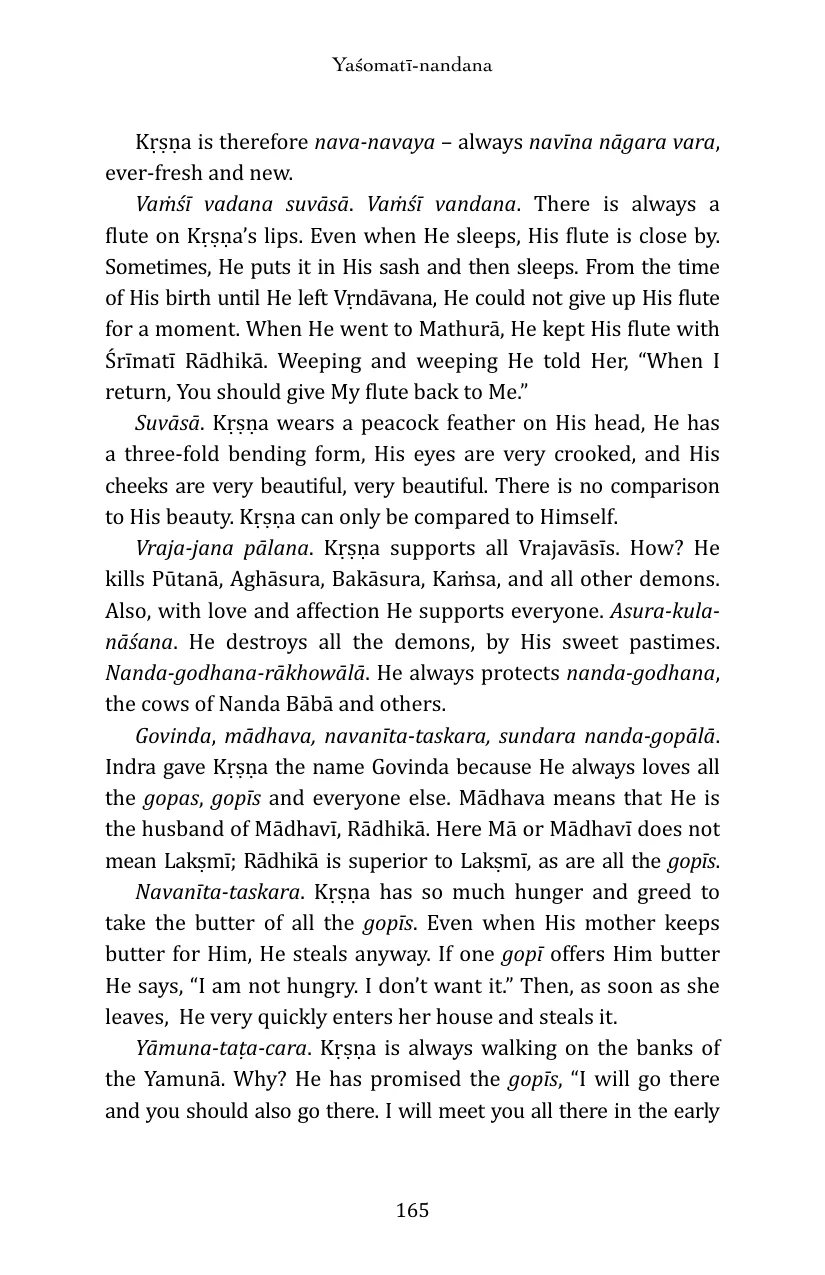 Yaśomatī-nandana
Kṛṣṇa is therefore nava-navaya – always navīna nāgara vara,
ever-fresh and new.
Vaṁśī vadana suvāsā. Vaṁśī vandana. There is always a
flute on Kṛṣṇa’s lips. Even when He sleeps, His flute is close by.
Sometimes, He puts it in His sash and then sleeps. From the time
of His birth until He left Vṛndāvana, He could not give up His flute
for a moment. When He went to Mathurā, He kept His flute with
Śrīmatī Rādhikā. Weeping and weeping He told Her, “When I
return, You should give My flute back to Me.”
Suvāsā. Kṛṣṇa wears a peacock feather on His head, He has
a three-fold bending form, His eyes are very crooked, and His
cheeks are very beautiful, very beautiful. There is no comparison
to His beauty. Kṛṣṇa can only be compared to Himself.
Vraja-jana pālana. Kṛṣṇa supports all Vrajavāsīs. How? He
kills Pūtanā, Aghāsura, Bakāsura, Kaṁsa, and all other demons.
Also, with love and affection He supports everyone. Asura-kula-
nāśana. He destroys all the demons, by His sweet pastimes.
Nanda-godhana-rākhowālā. He always protects nanda-godhana,
the cows of Nanda Bābā and others.
Govinda, mādhava, navanīta-taskara, sundara nanda-gopālā.
Indra gave Kṛṣṇa the name Govinda because He always loves all
the gopas, gopīs and everyone else. Mādhava means that He is
the husband of Mādhavī, Rādhikā. Here Mā or Mādhavī does not
mean Lakṣmī; Rādhikā is superior to Lakṣmī, as are all the gopīs.
Navanīta-taskara. Kṛṣṇa has so much hunger and greed to
take the butter of all the gopīs. Even when His mother keeps
butter for Him, He steals anyway. If one gopī offers Him butter
He says, “I am not hungry. I don’t want it.” Then, as soon as she
leaves,  He very quickly enters her house and steals it.
Yāmuna-taṭa-cara. Kṛṣṇa is always walking on the banks of
the Yamunā. Why? He has promised the gopīs, “I will go there
and you should also go there. I will meet you all there in the early
165